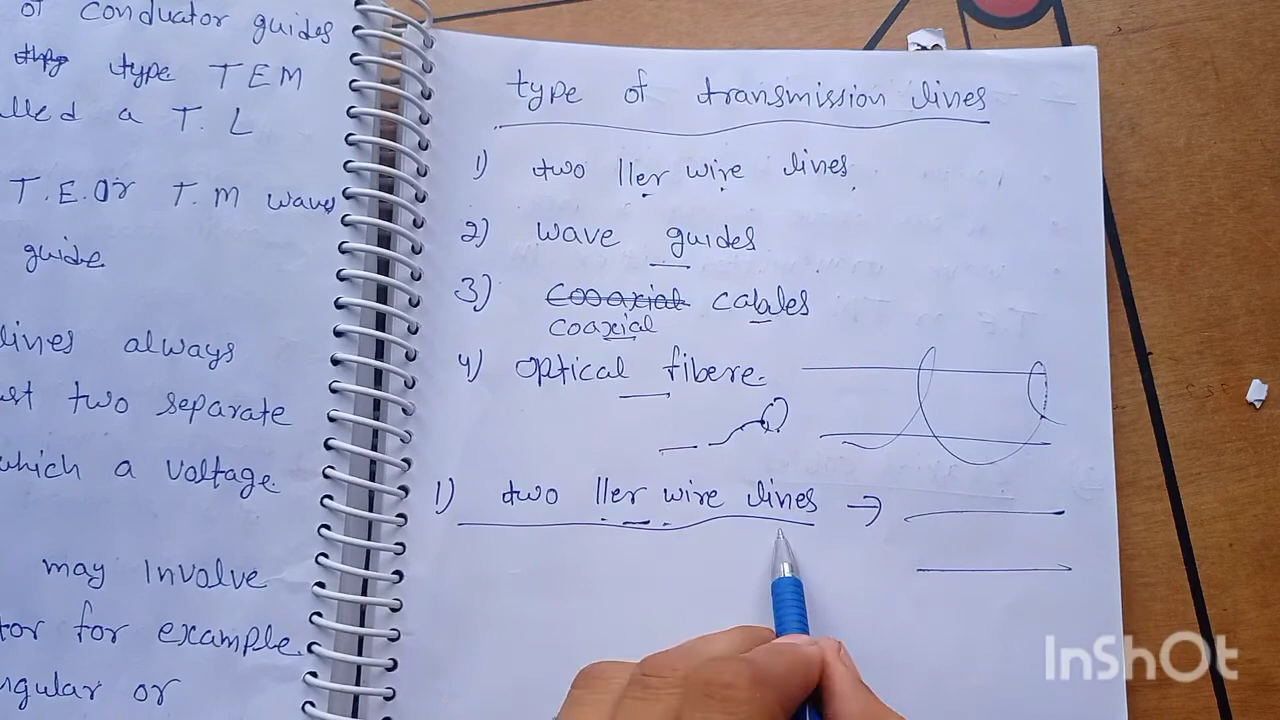 of conductor guides
type TEM
lled a T. L
T.E. or T.M wave
guide
lines always
st two separate
which a voltage.
may Involve
tor for example.
ngular or
type of transmission lines
1) two ller wire lines
2) wave guides
3) cooaxial cables
coaxial
4) optical fibere.
1) two ller wire lines →
InShOt